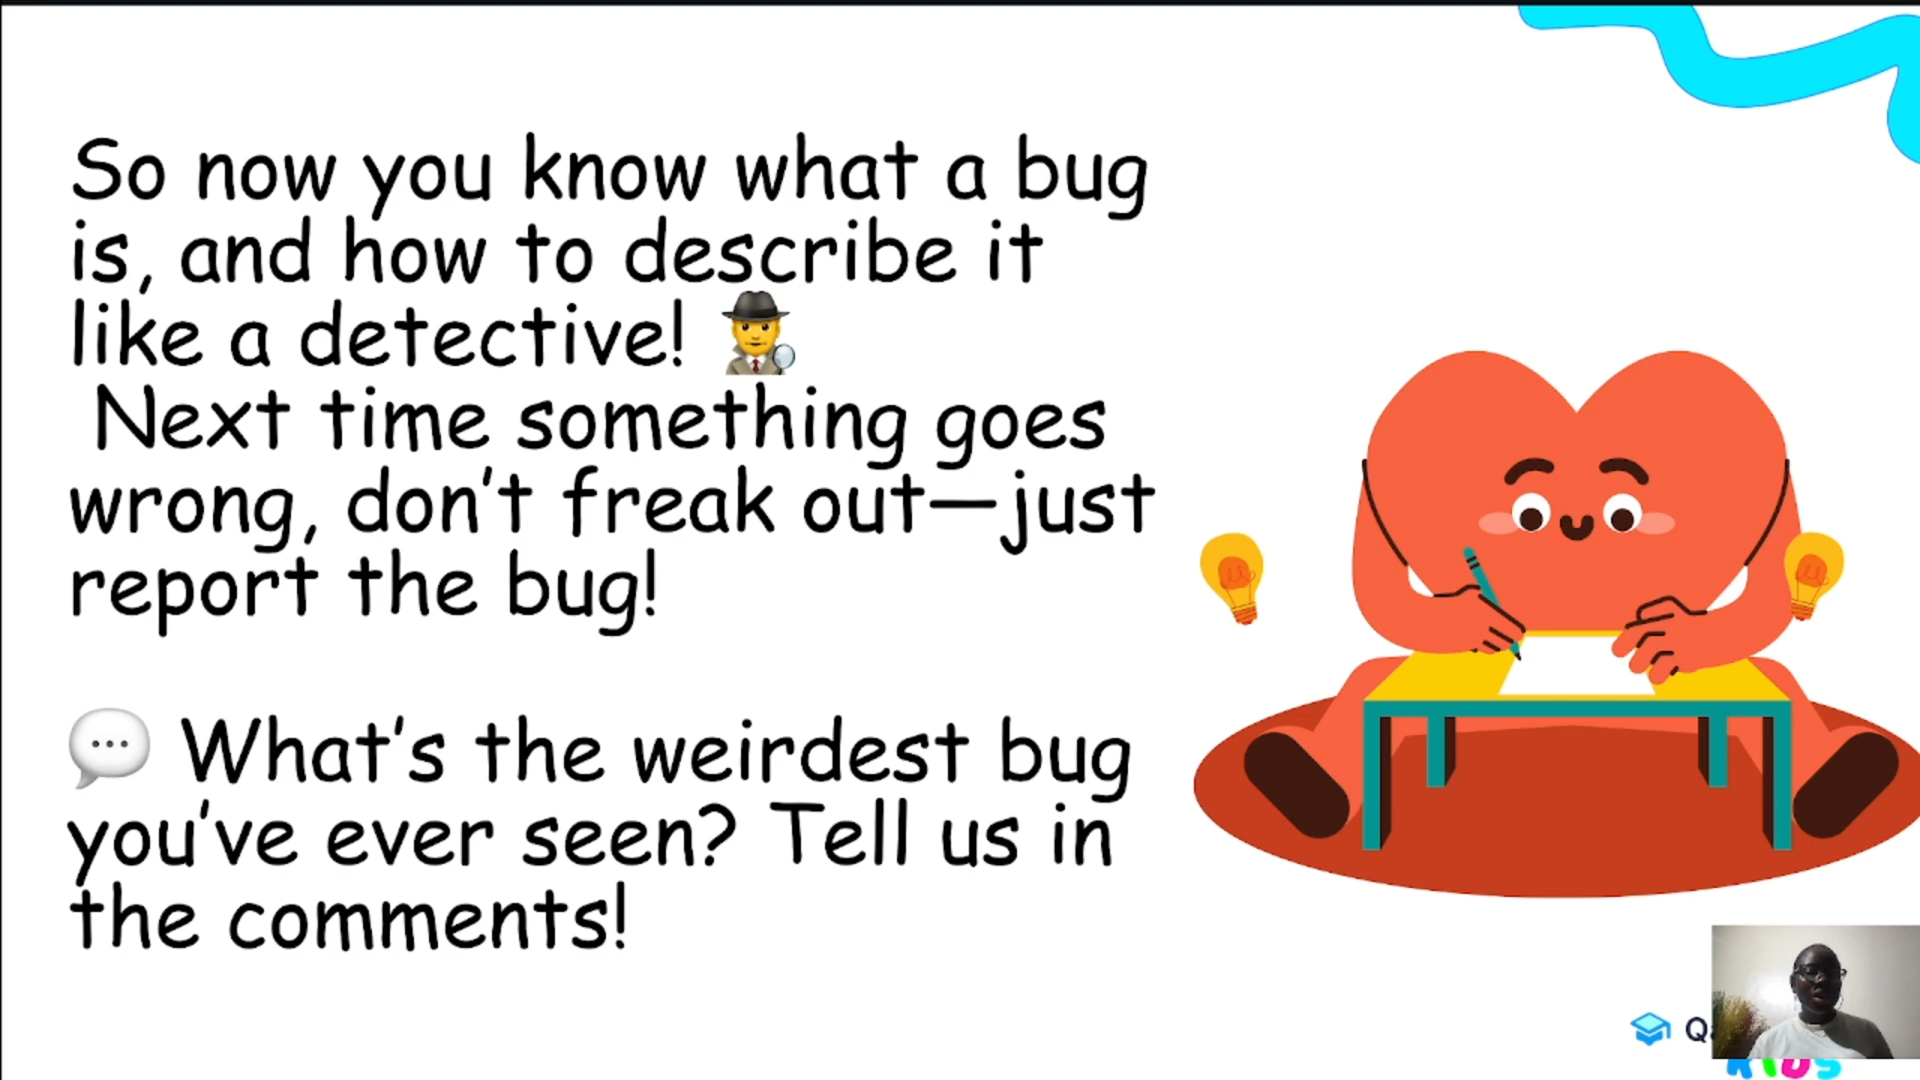 So now you know what a bug
is, and how to describe it
like a detective! 🕵️‍♂️
Next time something goes
wrong, don’t freak out—just
report the bug!
💬 What’s the weirdest bug
you’ve ever seen? Tell us in
the comments!
KIDS